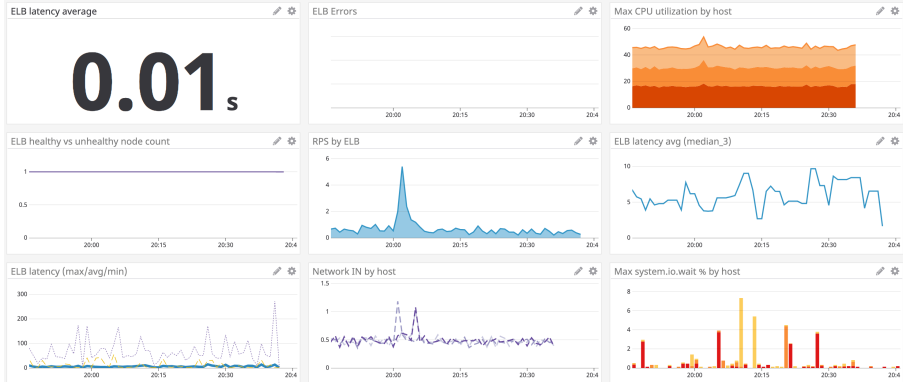 ELB latency average
0.01s
ELB Errors
20:00 20:15 20:30 20:4
Max CPU utilization by host
60
40
20
0
20:00 20:15 20:30 20:4
ELB healthy vs unhealthy node count
1
0.5
0
20:00 20:15 20:30 20:4
RPS by ELB
6
4
2
0
20:00 20:15 20:30 20:4
ELB latency avg (median_3)
10
5
0
20:00 20:15 20:30 20:4
ELB latency (max/avg/min)
300
200
100
0
20:00 20:15 20:30 20:4
Network IN by host
1.5
1
0.5
0
20:00 20:15 20:30 20:4
Max system.io.wait % by host
8
6
4
2
0
20:00 20:15 20:30 20:4